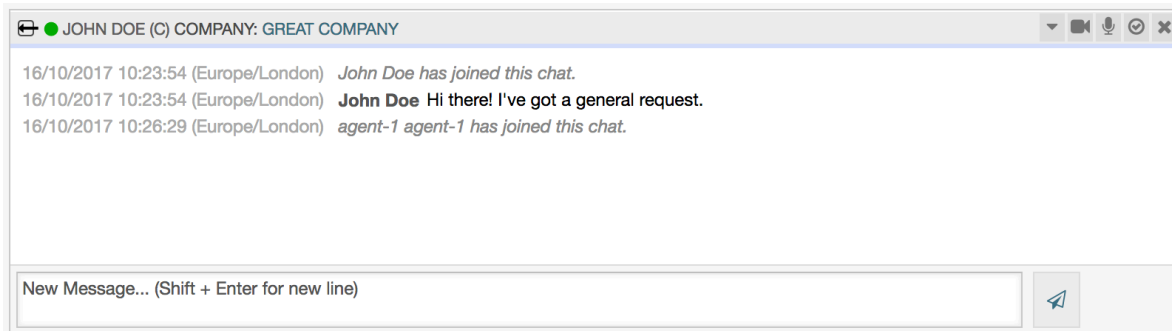 JOHN DOE (C) COMPANY: GREAT COMPANY
16/10/2017 10:23:54 (Europe/London) John Doe has joined this chat.
16/10/2017 10:23:54 (Europe/London) John Doe Hi there! I've got a general request.
16/10/2017 10:26:29 (Europe/London) agent-1 agent-1 has joined this chat.
New Message... (Shift + Enter for new line)